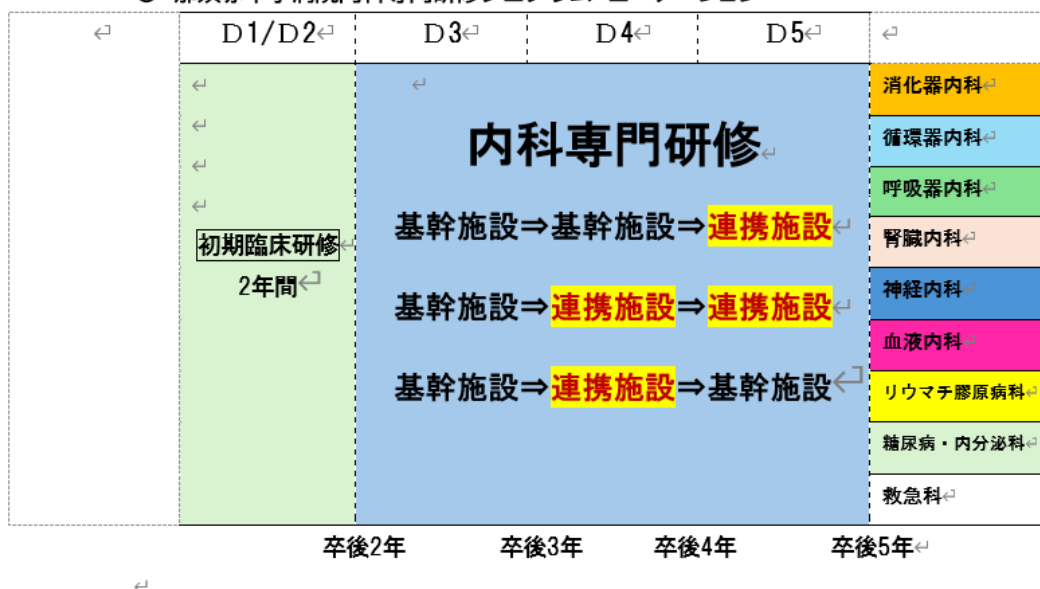 D1/D2 D3 D4 D5
内科専門研修
基幹施設⇒基幹施設⇒連携施設
基幹施設⇒連携施設⇒連携施設
基幹施設⇒連携施設⇒基幹施設
初期臨床研修
2年間
消化器内科
循環器内科
呼吸器内科
腎臓内科
神経内科
血液内科
リウマチ膠原病科
糖尿病・内分泌科
救急科
卒後2年 卒後3年 卒後4年 卒後5年